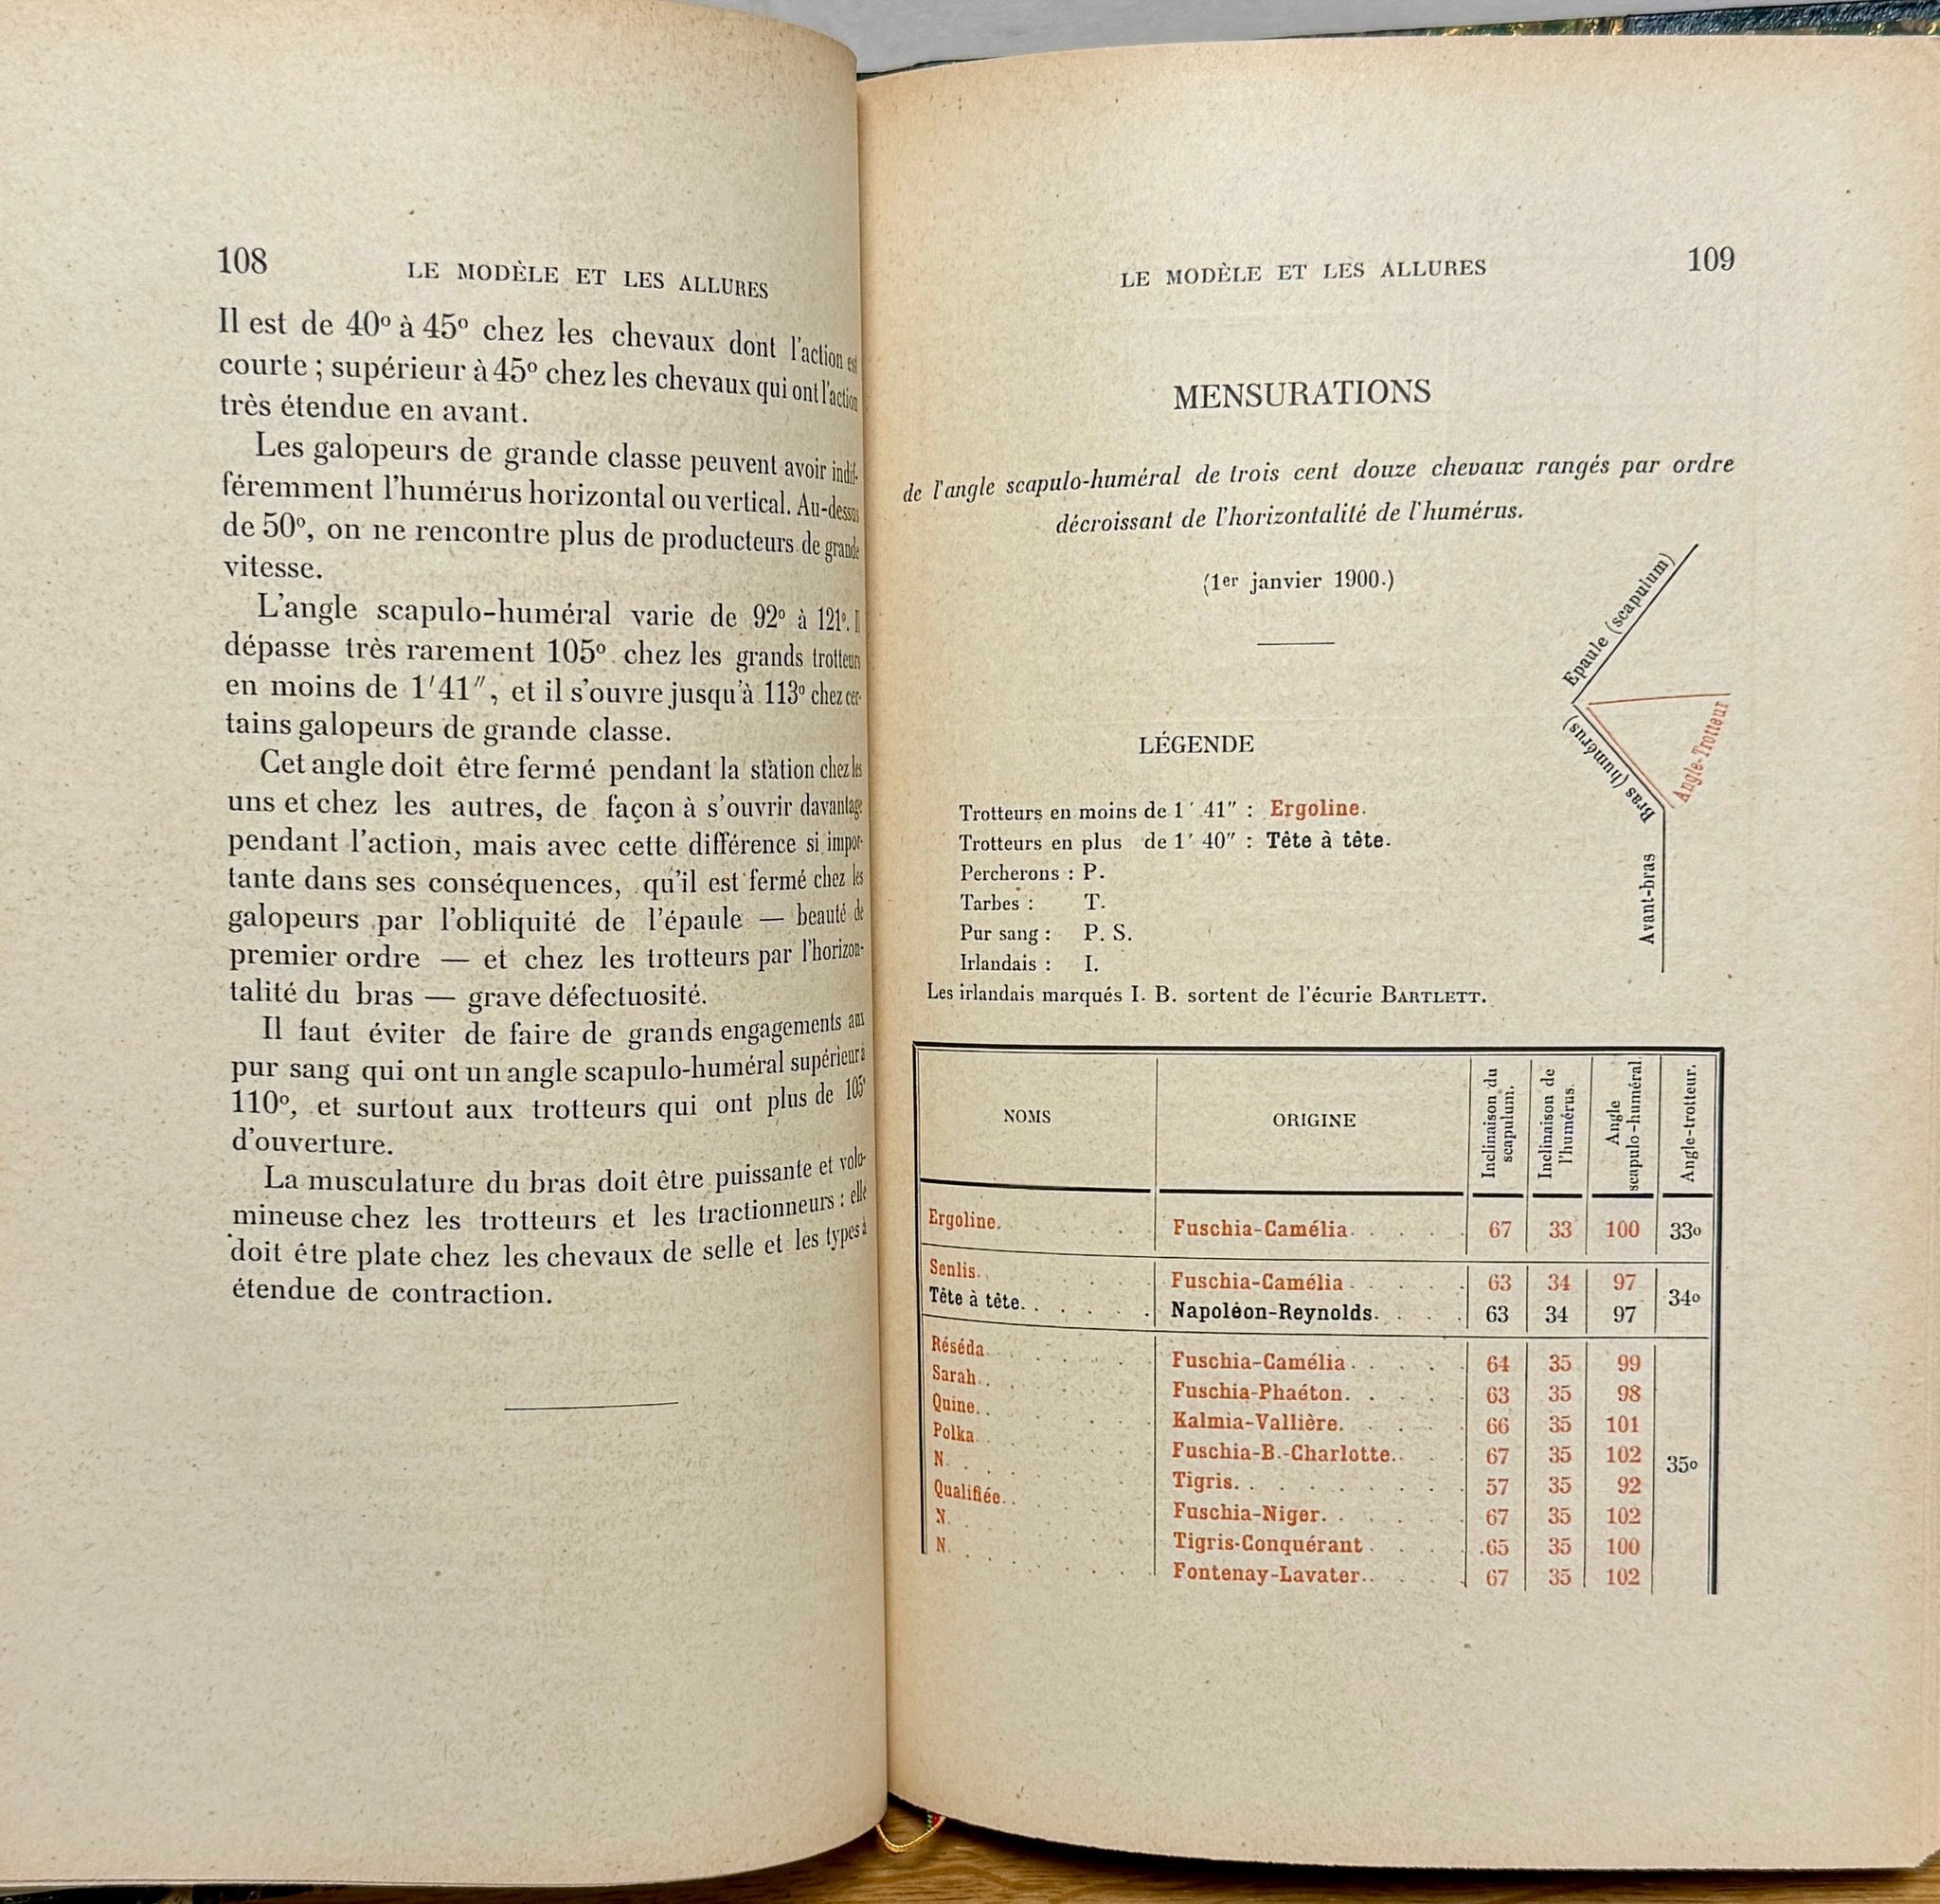 108
LE MODÈLE ET LES ALLURES
Il est de 40º à 45º chez les chevaux dont l'action est
courte ; supérieur à 45º chez les chevaux qui ont l'action
très étendue en avant.
Les galopeurs de grande classe peuvent avoir indif-
féremment l'humérus horizontal ou vertical. Au-dessus
de 50º, on ne rencontre plus de producteurs de grande
vitesse.
L'angle scapulo-huméral varie de 92º à 121º. Il
dépasse très rarement 105º chez les grands trotteurs
en moins de 1'41", et il s'ouvre jusqu'à 113º chez cer-
tains galopeurs de grande classe.
Cet angle doit être fermé pendant la station chez les
uns et chez les autres, de façon à s'ouvrir davantage
pendant l'action, mais avec cette différence si impor-
tante dans ses conséquences, qu'il est fermé chez les
galopeurs par l'obliquité de l'épaule — beauté de
premier ordre — et chez les trotteurs par l'horizon-
talité du bras — grave défectuosité.
Il faut éviter de faire de grands engagements aux
pur sang qui ont un angle scapulo-huméral supérieur à
110º, et surtout aux trotteurs qui ont plus de 105º
d'ouverture.
La musculature du bras doit être puissante et volu-
mineuse chez les trotteurs et les tractionneurs : elle
doit être plate chez les chevaux de selle et les types à
étendue de contraction.
LE MODÈLE ET LES ALLURES
109
MENSURATIONS
de l'angle scapulo-huméral de trois cent douze chevaux rangés par ordre
décroissant de l'horizontalité de l'humérus.
(1er janvier 1900.)
Epaule (scapulum)
Bras (humérus)
Angle-Trotteur
Avant-bras
LÉGENDE
Trotteurs en moins de 1' 41" : Ergoline.
Trotteurs en plus de 1' 40" : Tête à tête.
Percherons : P.
Tarbes : T.
Pur sang : P. S.
Irlandais : I.
Les irlandais marqués I. B. sortent de l'écurie BARTLETT.
NOMS ORIGINE Inclinaison du scapulum. Inclinaison de l'humérus. Angle scapulo-huméral. Angle-trotteur.
Ergoline. Fuschia-Camélia. 67 33 100 33º
Senlis. Fuschia-Camélia. 63 34 97 34º
Tête à tête. Napoléon-Reynolds. 63 34 97
Réséda. Fuschia-Camélia. 64 35 99
Sarah. Fuschia-Phaéton. 63 35 98
Quine. Kalmia-Vallière. 66 35 101
Polka. Fuschia-B.-Charlotte. 67 35 102 35º
N. Tigris. 57 35 92
Qualifiée. Fuschia-Niger. 67 35 102
N. Tigris-Conquérant. 65 35 100
N. Fontenay-Lavater. 67 35 102